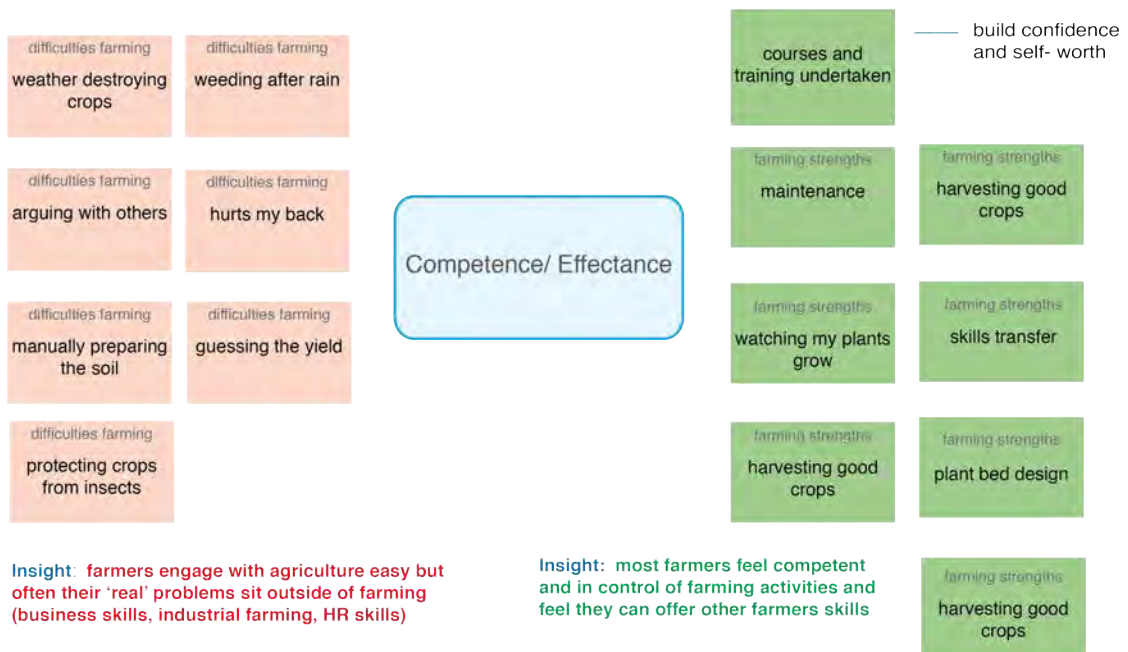 difficulties farming
weather destroying
crops
difficulties farming
weeding after rain
difficulties farming
arguing with others
difficulties farming
hurts my back
difficulties farming
manually preparing
the soil
difficulties farming
guessing the yield
difficulties farming
protecting crops
from insects
Insight: farmers engage with agriculture easy but
often their ‘real’ problems sit outside of farming
(business skills, industrial farming, HR skills)
Competence/ Effectance
courses and
training undertaken
build confidence
and self- worth
farming strengths
maintenance
farming strengths
harvesting good
crops
farming strengths
watching my plants
grow
farming strengths
skills transfer
farming strengths
harvesting good
crops
farming strengths
plant bed design
farming strengths
harvesting good
crops
Insight: most farmers feel competent
and in control of farming activities and
feel they can offer other farmers skills